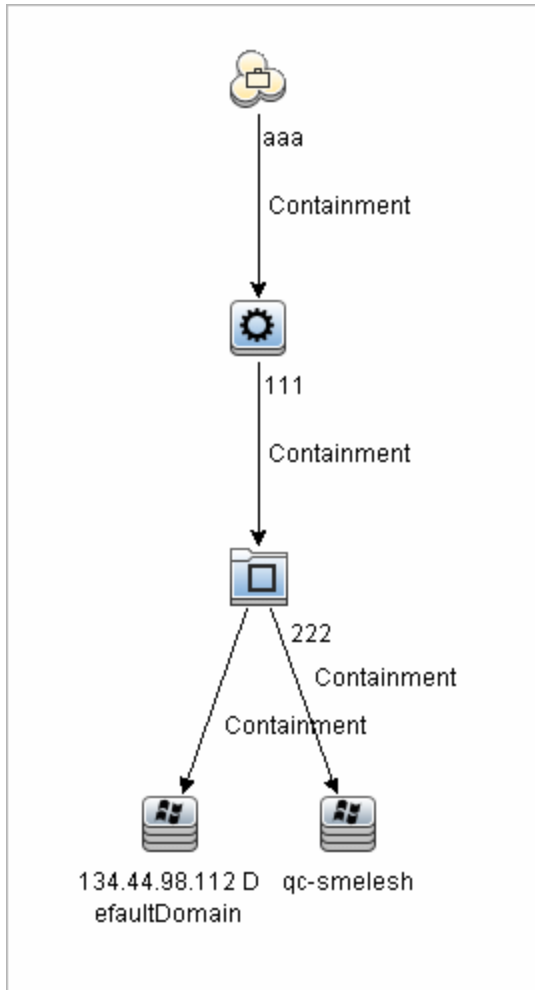 aaa
Containment
111
Containment
222
Containment
Containment
134.44.98.112 D
efaultDomain
qc-smelesh